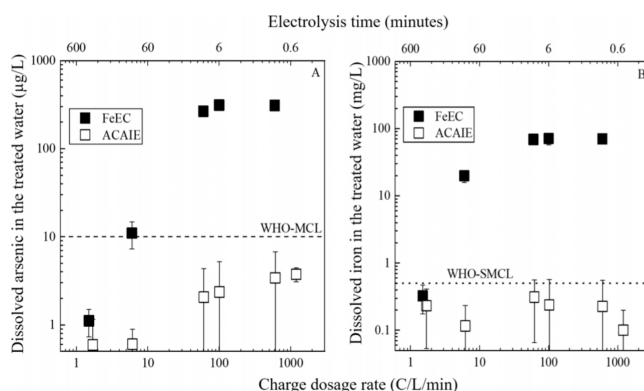 Electrolysis time (minutes)
600 60 6 0.6
600 60 6 0.6
1000
100
10
1
A
FeEC
ACAIE
WHO-MCL
Dissolved arsenic in the treated water (µg/L)
1 10 100 1000
1000
100
10
1
0.1
B
FeEC
ACAIE
WHO-SMCL
Dissolved iron in the treated water (mg/L)
1 10 100 1000
Charge dosage rate (C/L/min)